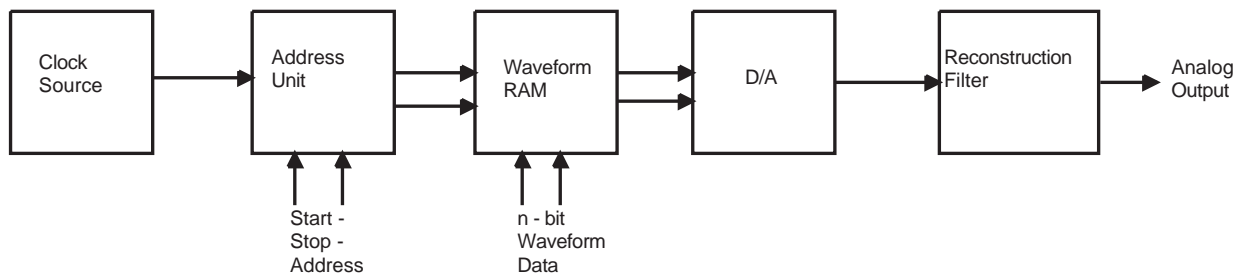 Clock
Source
Address
Unit
Waveform
RAM
D/A
Reconstruction
Filter
Analog
Output
Start -
Stop -
Address
n - bit
Waveform
Data